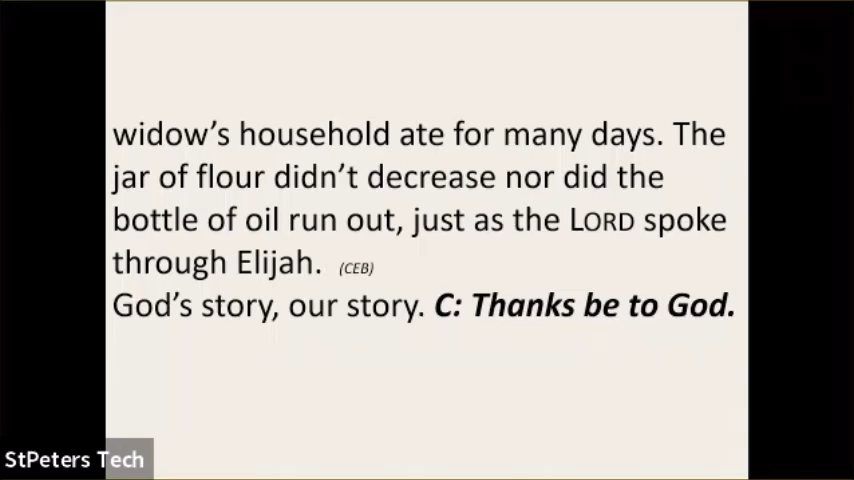 widow’s household ate for many days. The
jar of flour didn’t decrease nor did the
bottle of oil run out, just as the LORD spoke
through Elijah. (CEB)
God’s story, our story. C: Thanks be to God.
StPeters Tech